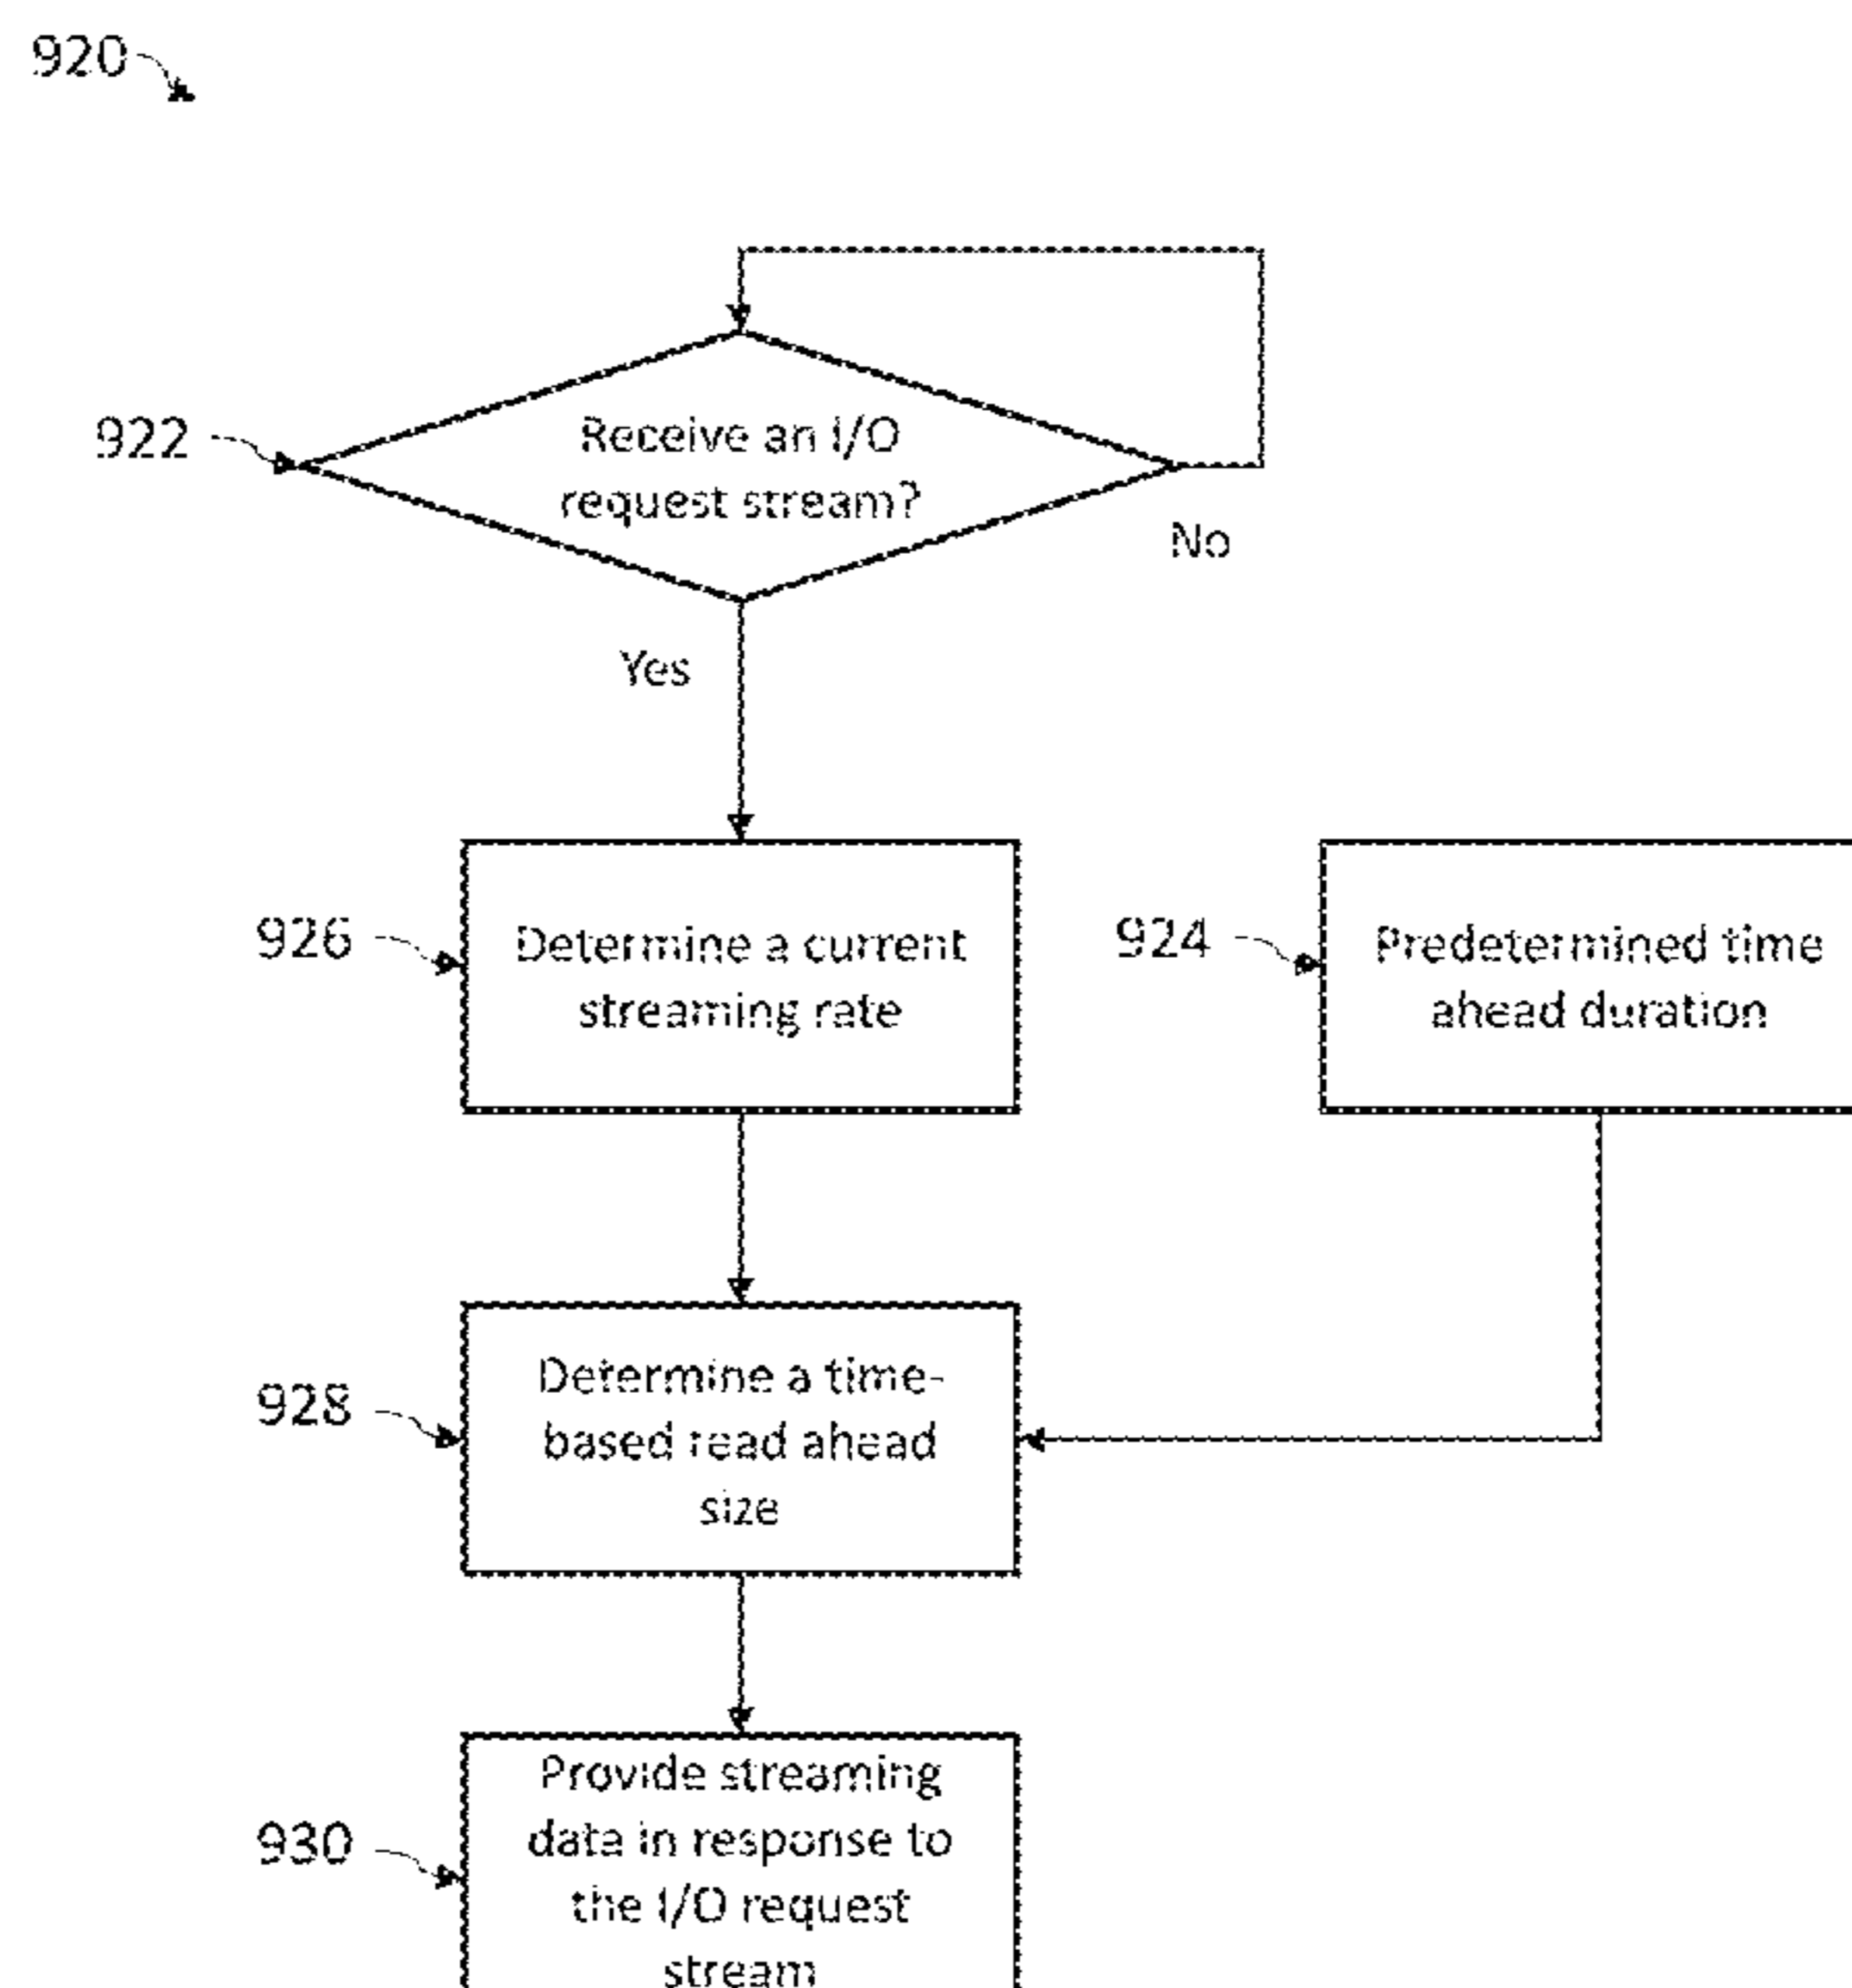 920
922
Receive an I/O
request stream?
No
Yes
926
Determine a current
streaming rate
924
Predetermined time
ahead duration
928
Determine a time-
based read ahead
size
930
Provide streaming
data in response to
the I/O request
stream